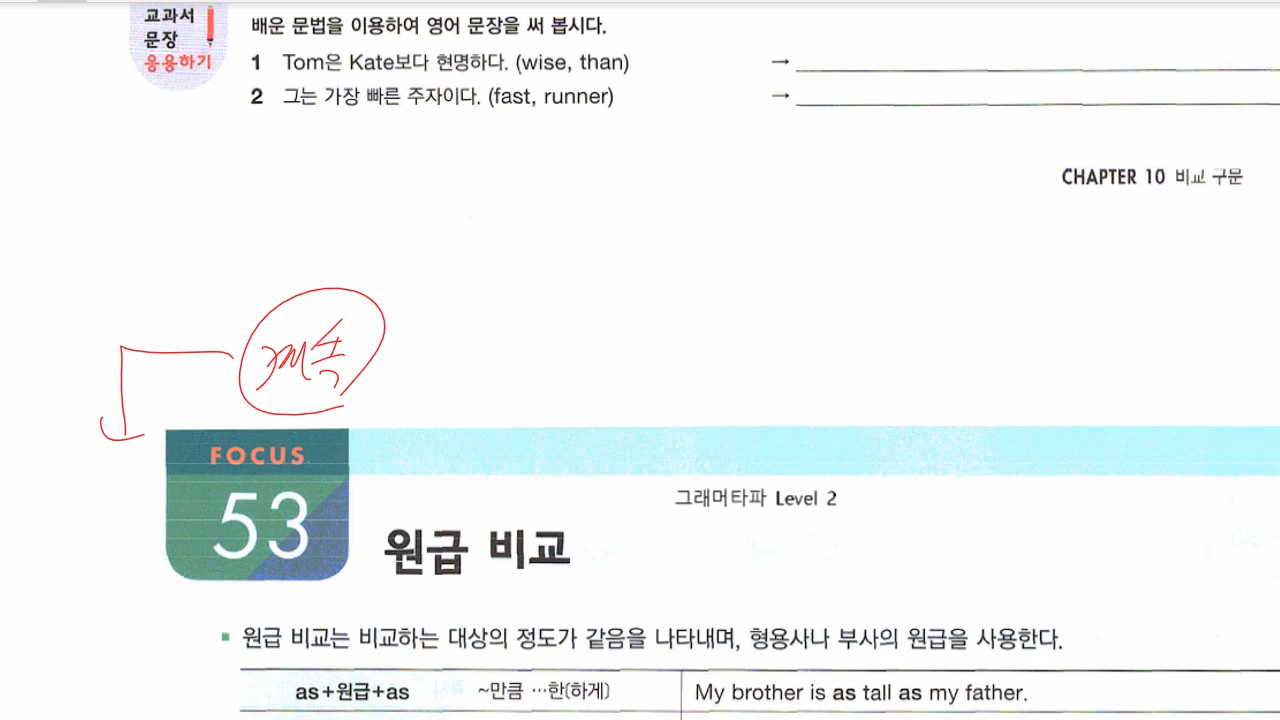 교과서
문장
응용하기
배운 문법을 이용하여 영어 문장을 써 봅시다.
1 Tom은 Kate보다 현명하다. (wise, than) →
2 그는 가장 빠른 주자이다. (fast, runner) →
CHAPTER 10 비교 구문
계속
FOCUS
53
그래머타파 Level 2
원급 비교
▪ 원급 비교는 비교하는 대상의 정도가 같음을 나타내며, 형용사나 부사의 원급을 사용한다.
as+원급+as ~만큼 …한(하게) My brother is as tall as my father.